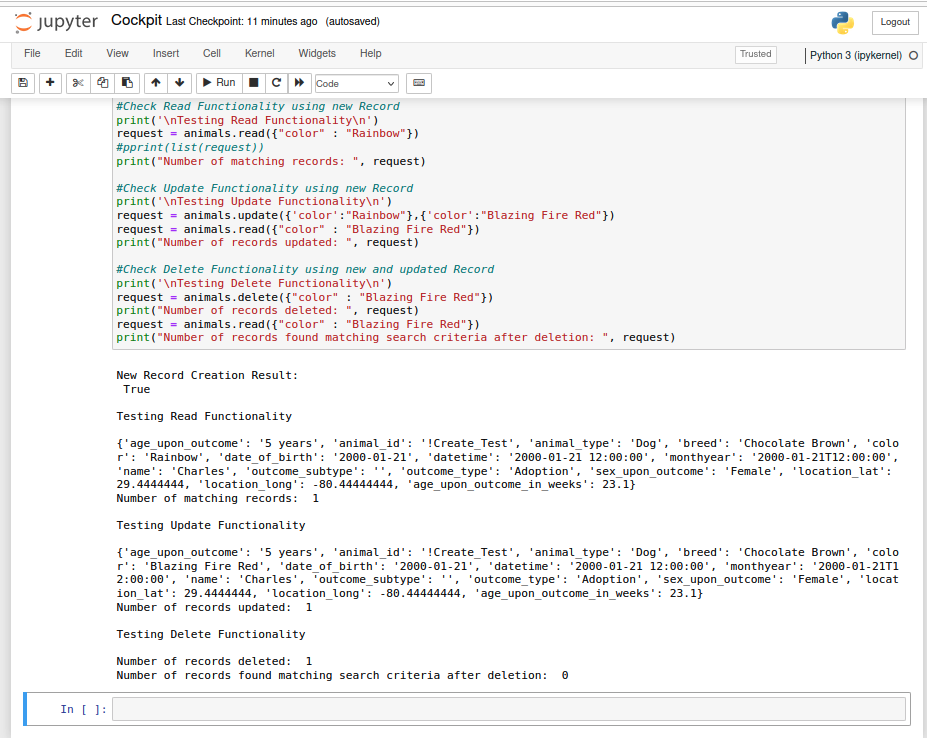 jupyter Cockpit Last Checkpoint: 11 minutes ago (autosaved) Logout
File Edit View Insert Cell Kernel Widgets Help Trusted Python 3 (ipykernel)
Run Code
#Check Read Functionality using new Record
print('\nTesting Read Functionality\n')
request = animals.read({"color" : "Rainbow"})
#pprint(list(request))
print("Number of matching records: ", request)
#Check Update Functionality using new Record
print('\nTesting Update Functionality\n')
request = animals.update({'color':"Rainbow"},{'color':"Blazing Fire Red"})
request = animals.read({"color" : "Blazing Fire Red"})
print("Number of records updated: ", request)
#Check Delete Functionality using new and updated Record
print('\nTesting Delete Functionality\n')
request = animals.delete({"color" : "Blazing Fire Red"})
print("Number of records deleted: ", request)
request = animals.read({"color" : "Blazing Fire Red"})
print("Number of records found matching search criteria after deletion: ", request)
New Record Creation Result:
True
Testing Read Functionality
{'age_upon_outcome': '5 years', 'animal_id': '!Create_Test', 'animal_type': 'Dog', 'breed': 'Chocolate Brown', 'colo
r': 'Rainbow', 'date_of_birth': '2000-01-21', 'datetime': '2000-01-21 12:00:00', 'monthyear': '2000-01-21T12:00:00',
'name': 'Charles', 'outcome_subtype': '', 'outcome_type': 'Adoption', 'sex_upon_outcome': 'Female', 'location_lat':
29.4444444, 'location_long': -80.44444444, 'age_upon_outcome_in_weeks': 23.1}
Number of matching records:  1
Testing Update Functionality
{'age_upon_outcome': '5 years', 'animal_id': '!Create_Test', 'animal_type': 'Dog', 'breed': 'Chocolate Brown', 'colo
r': 'Blazing Fire Red', 'date_of_birth': '2000-01-21', 'datetime': '2000-01-21 12:00:00', 'monthyear': '2000-01-21T1
2:00:00', 'name': 'Charles', 'outcome_subtype': '', 'outcome_type': 'Adoption', 'sex_upon_outcome': 'Female', 'locat
ion_lat': 29.4444444, 'location_long': -80.44444444, 'age_upon_outcome_in_weeks': 23.1}
Number of records updated:  1
Testing Delete Functionality
Number of records deleted:  1
Number of records found matching search criteria after deletion:  0
In [ ]: